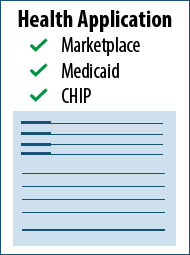 Health Application
Marketplace
Medicaid
CHIP